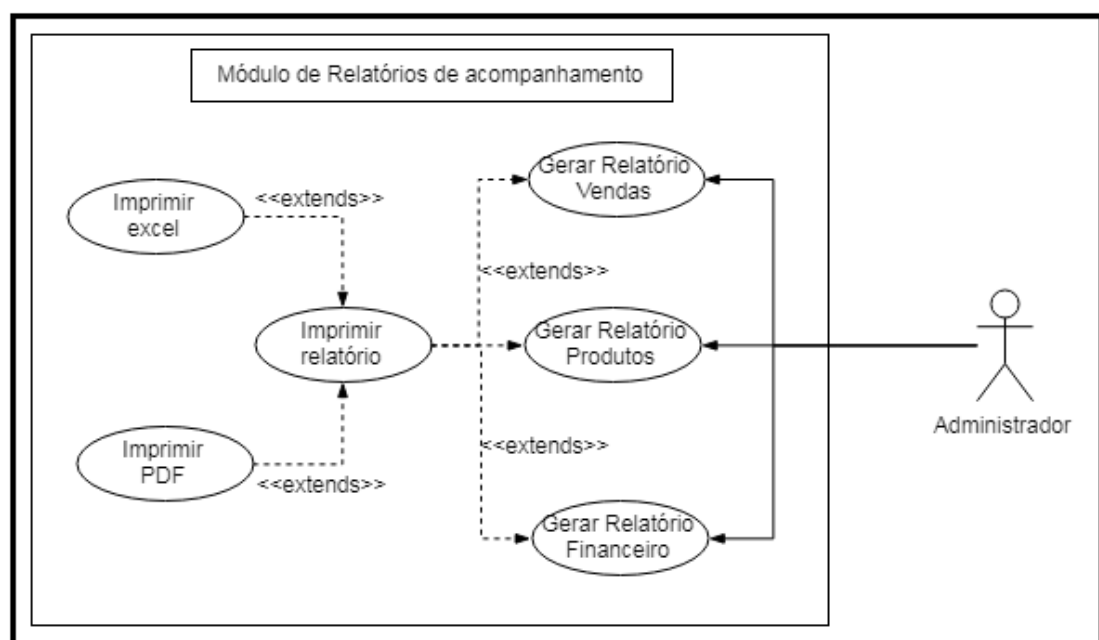 Módulo de Relatórios de acompanhamento
Gerar Relatório
Vendas
Imprimir
excel
<<extends>>
<<extends>>
Imprimir
relatório
Gerar Relatório
Produtos
Administrador
<<extends>>
Imprimir
PDF
<<extends>>
Gerar Relatório
Financeiro